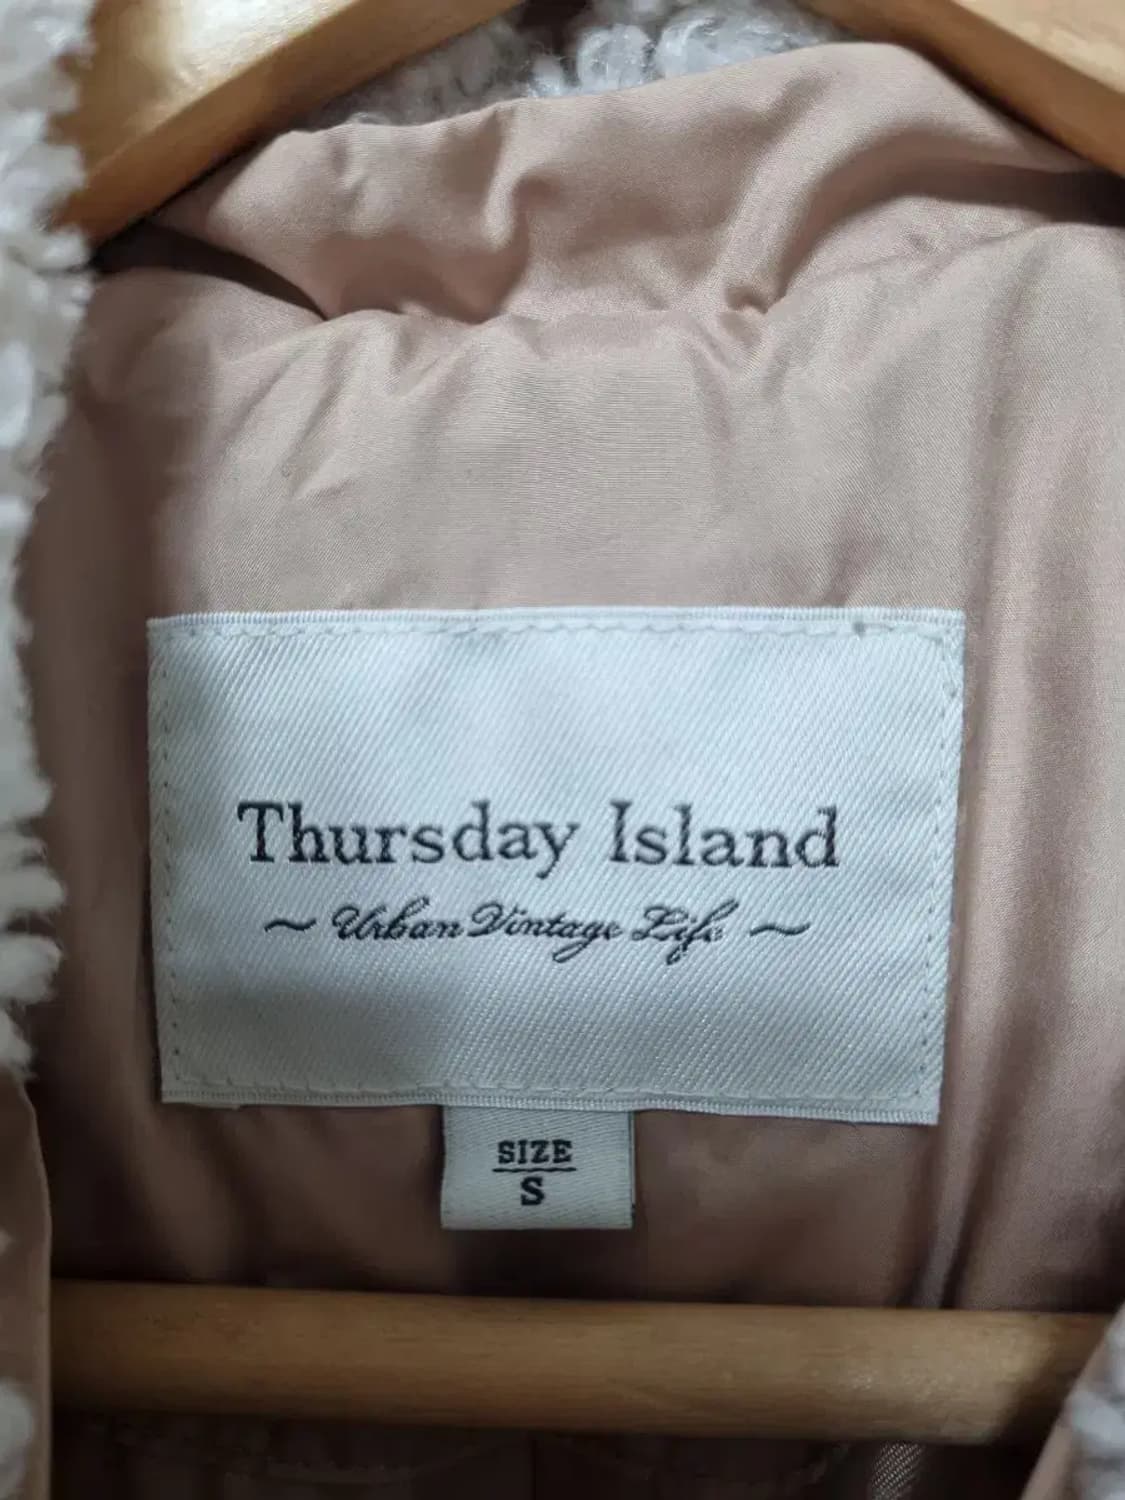 Thursday Island
~ Urban Vintage Life ~
SIZE
S